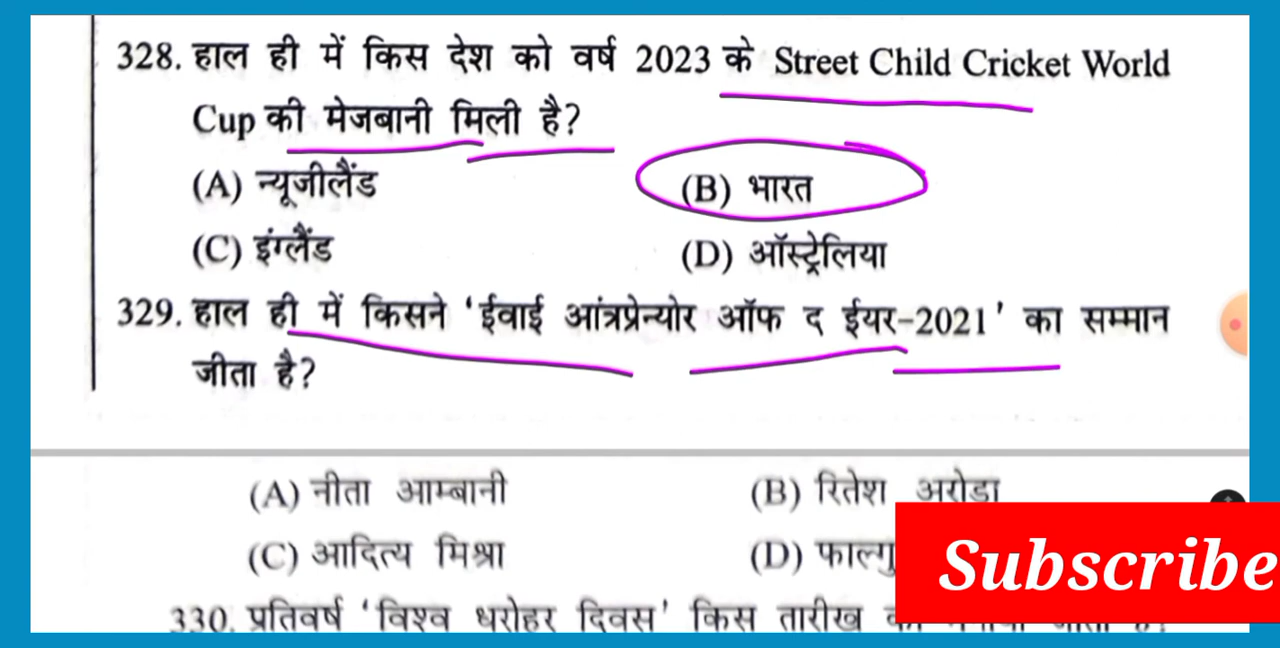 328. हाल ही में किस देश को वर्ष 2023 के Street Child Cricket World
Cup की मेजबानी मिली है?
(A) न्यूजीलैंड (B) भारत
(C) इंग्लैंड (D) ऑस्ट्रेलिया
329. हाल ही में किसने ‘ईवाई आंत्रप्रेन्योर ऑफ द ईयर-2021’ का सम्मान
जीता है?
(A) नीता आम्बानी (B) रितेश अरोडा
(C) आदित्य मिश्रा (D) फाल्गु
Subscribe
330. प्रतिवर्ष ‘विश्व धरोहर दिवस’ किस तारीख